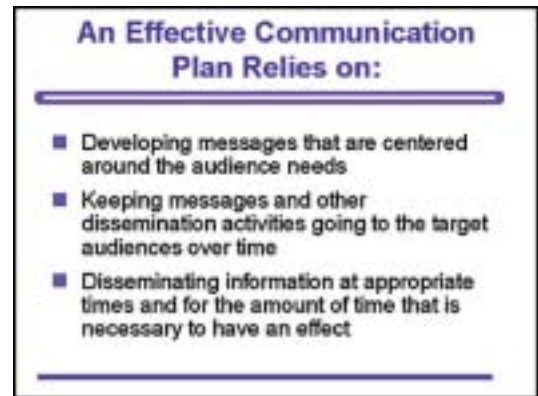 An Effective Communication
Plan Relies on:
Developing messages that are centered
around the audience needs
Keeping messages and other
dissemination activities going to the target
audiences over time
Disseminating information at appropriate
times and for the amount of time that is
necessary to have an effect